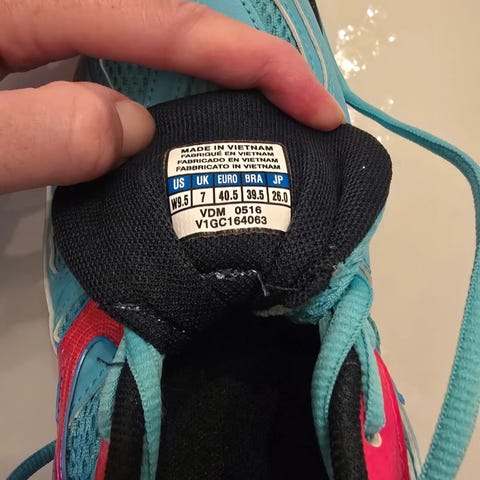 MADE IN VIETNAM
FABRIQUÉ EN VIETNAM
FABRICADO EN VIETNAM
FABBRICATO IN VIETNAM
US UK EURO BRA JP
W9.5 7 40.5 39.5 26.0
VDM 0516
V1GC164063